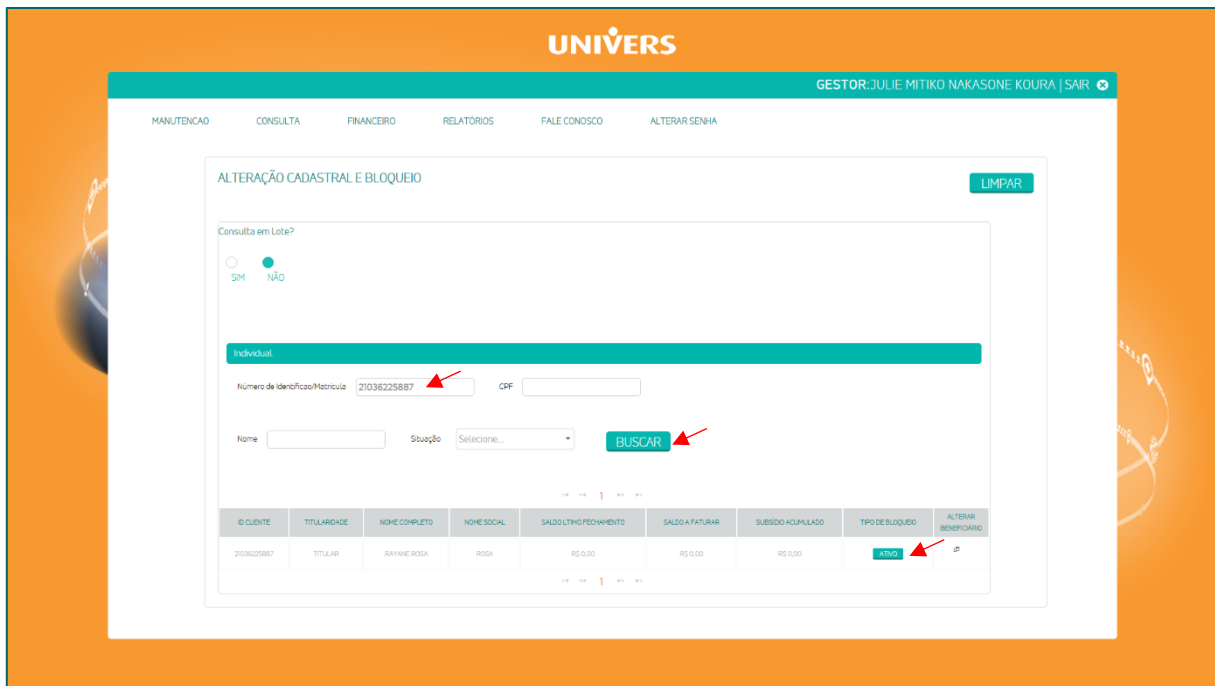 UNIVERS
GESTOR:JULIE MITIKO NAKASONE KOURA | SAIR
MANUTENCAO CONSULTA FINANCEIRO RELATÓRIOS FALE CONOSCO ALTERAR SENHA
ALTERAÇÃO CADASTRAL E BLOQUEIO
LIMPAR
Consulta em Lote?
SIM NÃO
Individual
Número de Identificao/Matricula 21036225887 CPF
Nome Situação Selecione... BUSCAR
1
ID CLIENTE TITULARIDADE NOME COMPLETO NOME SOCIAL SALDO LTIMO FECHAMENTO SALDO A FATURAR SUBSÍDIO ACUMULADO TIPO DE BLOQUEIO ALTERAR BENEFICIÁRIO
21036225887 TITULAR RAYANE ROSA ROSA R$ 0,00 R$ 0,00 R$ 0,00 ATIVO
1